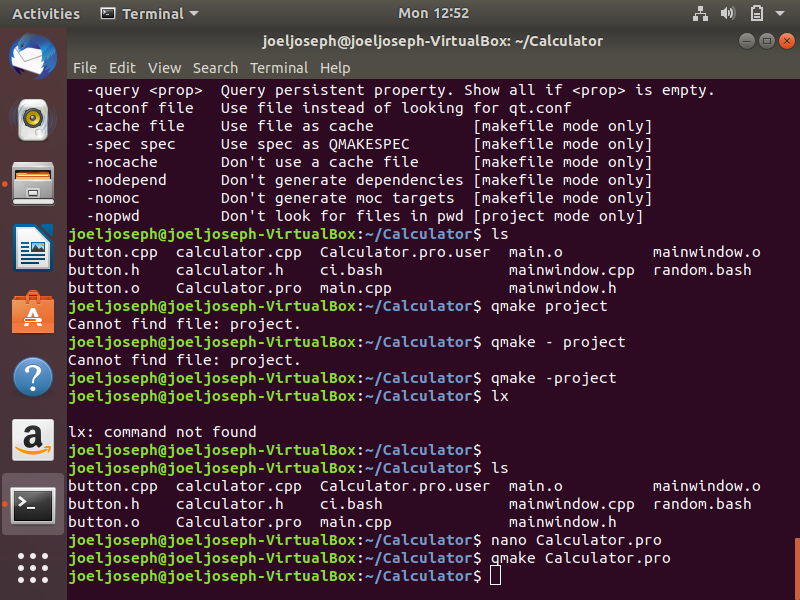 Activities Terminal Mon 12:52
joeljoseph@joeljoseph-VirtualBox: ~/Calculator
File Edit View Search Terminal Help
-query <prop> Query persistent property. Show all if <prop> is empty.
-qtconf file Use file instead of looking for qt.conf
-cache file Use file as cache [makefile mode only]
-spec spec Use spec as QMAKESPEC [makefile mode only]
-nocache Don't use a cache file [makefile mode only]
-nodepend Don't generate dependencies [makefile mode only]
-nomoc Don't generate moc targets [makefile mode only]
-nopwd Don't look for files in pwd [project mode only]
joeljoseph@joeljoseph-VirtualBox:~/Calculator$ ls
button.cpp calculator.cpp Calculator.pro.user main.o mainwindow.o
button.h calculator.h ci.bash mainwindow.cpp random.bash
button.o Calculator.pro main.cpp mainwindow.h
joeljoseph@joeljoseph-VirtualBox:~/Calculator$ qmake project
Cannot find file: project.
joeljoseph@joeljoseph-VirtualBox:~/Calculator$ qmake - project
Cannot find file: project.
joeljoseph@joeljoseph-VirtualBox:~/Calculator$ qmake -project
joeljoseph@joeljoseph-VirtualBox:~/Calculator$ lx
lx: command not found
joeljoseph@joeljoseph-VirtualBox:~/Calculator$
joeljoseph@joeljoseph-VirtualBox:~/Calculator$ ls
button.cpp calculator.cpp Calculator.pro.user main.o mainwindow.o
button.h calculator.h ci.bash mainwindow.cpp random.bash
button.o Calculator.pro main.cpp mainwindow.h
joeljoseph@joeljoseph-VirtualBox:~/Calculator$ nano Calculator.pro
joeljoseph@joeljoseph-VirtualBox:~/Calculator$ qmake Calculator.pro
joeljoseph@joeljoseph-VirtualBox:~/Calculator$